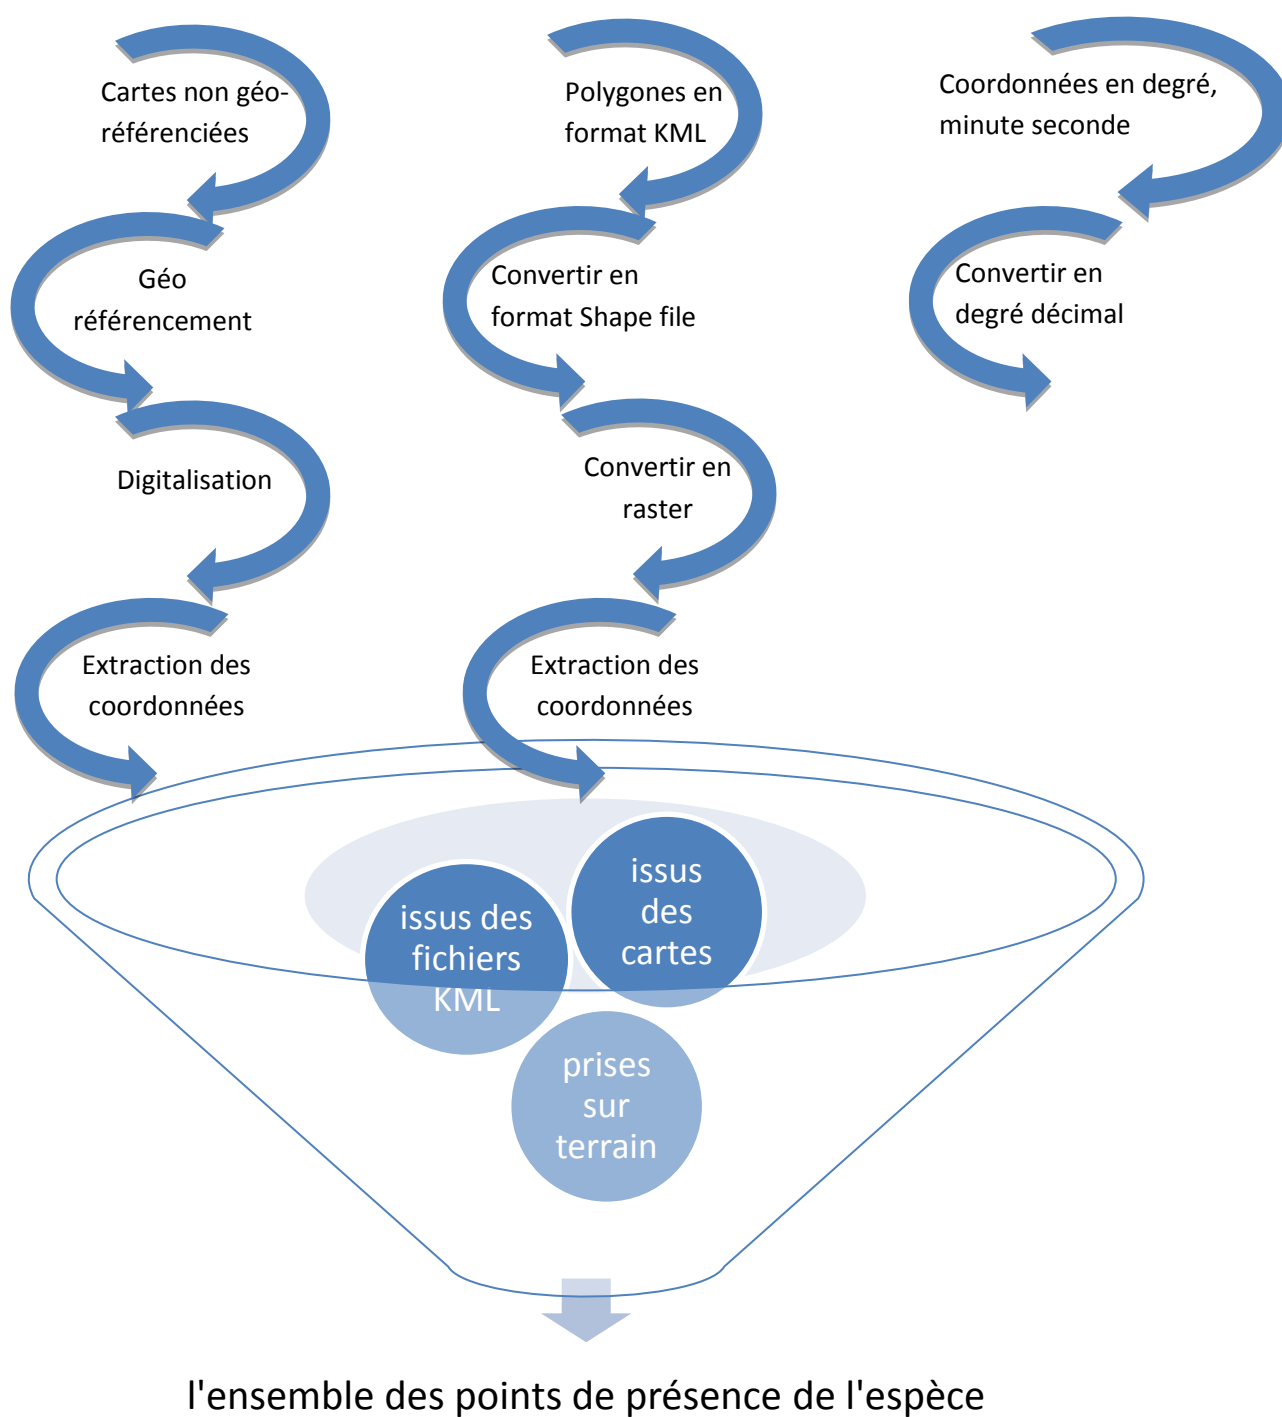 Cartes non géo-
référenciées
Géo
référencement
Digitalisation
Extraction des
coordonnées
Polygones en
format KML
Convertir en
format Shape file
Convertir en
raster
Extraction des
coordonnées
Coordonnées en degré,
minute seconde
Convertir en
degré décimal
issus des
fichiers
KML
issus
des
cartes
prises
sur
terrain
l'ensemble des points de présence de l'espèce